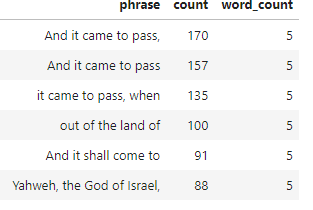 phrase count word_count
And it came to pass, 170 5
And it came to pass 157 5
it came to pass, when 135 5
out of the land of 100 5
And it shall come to 91 5
Yahweh, the God of Israel, 88 5